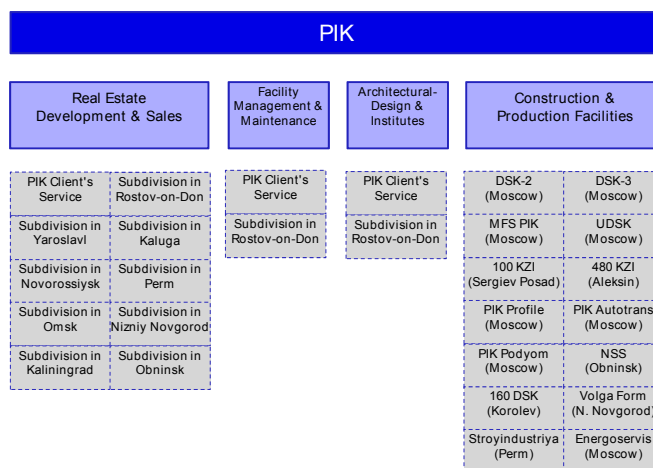 PIK
Real Estate
Development & Sales
Facility
Management &
Maintenance
Architectural-
Design &
Institutes
Construction &
Production Facilities
PIK Client's
Service
Subdivision in
Rostov-on-Don
Subdivision in
Yaroslavl
Subdivision in
Kaluga
Subdivision in
Novorossiysk
Subdivision in
Perm
Subdivision in
Omsk
Subdivision in
Nizniy Novgorod
Subdivision in
Kaliningrad
Subdivision in
Obninsk
PIK Client's
Service
Subdivision in
Rostov-on-Don
PIK Client's
Service
Subdivision in
Rostov-on-Don
DSK-2
(Moscow)
DSK-3
(Moscow)
MFS PIK
(Moscow)
UDSK
(Moscow)
100 KZI
(Sergiev Posad)
480 KZI
(Aleksin)
PIK Profile
(Moscow)
PIK Autotrans
(Moscow)
PIK Podyom
(Moscow)
NSS
(Obninsk)
160 DSK
(Korolev)
Volga Form
(N. Novgorod)
Stroyindustriya
(Perm)
Energoservis
(Moscow)